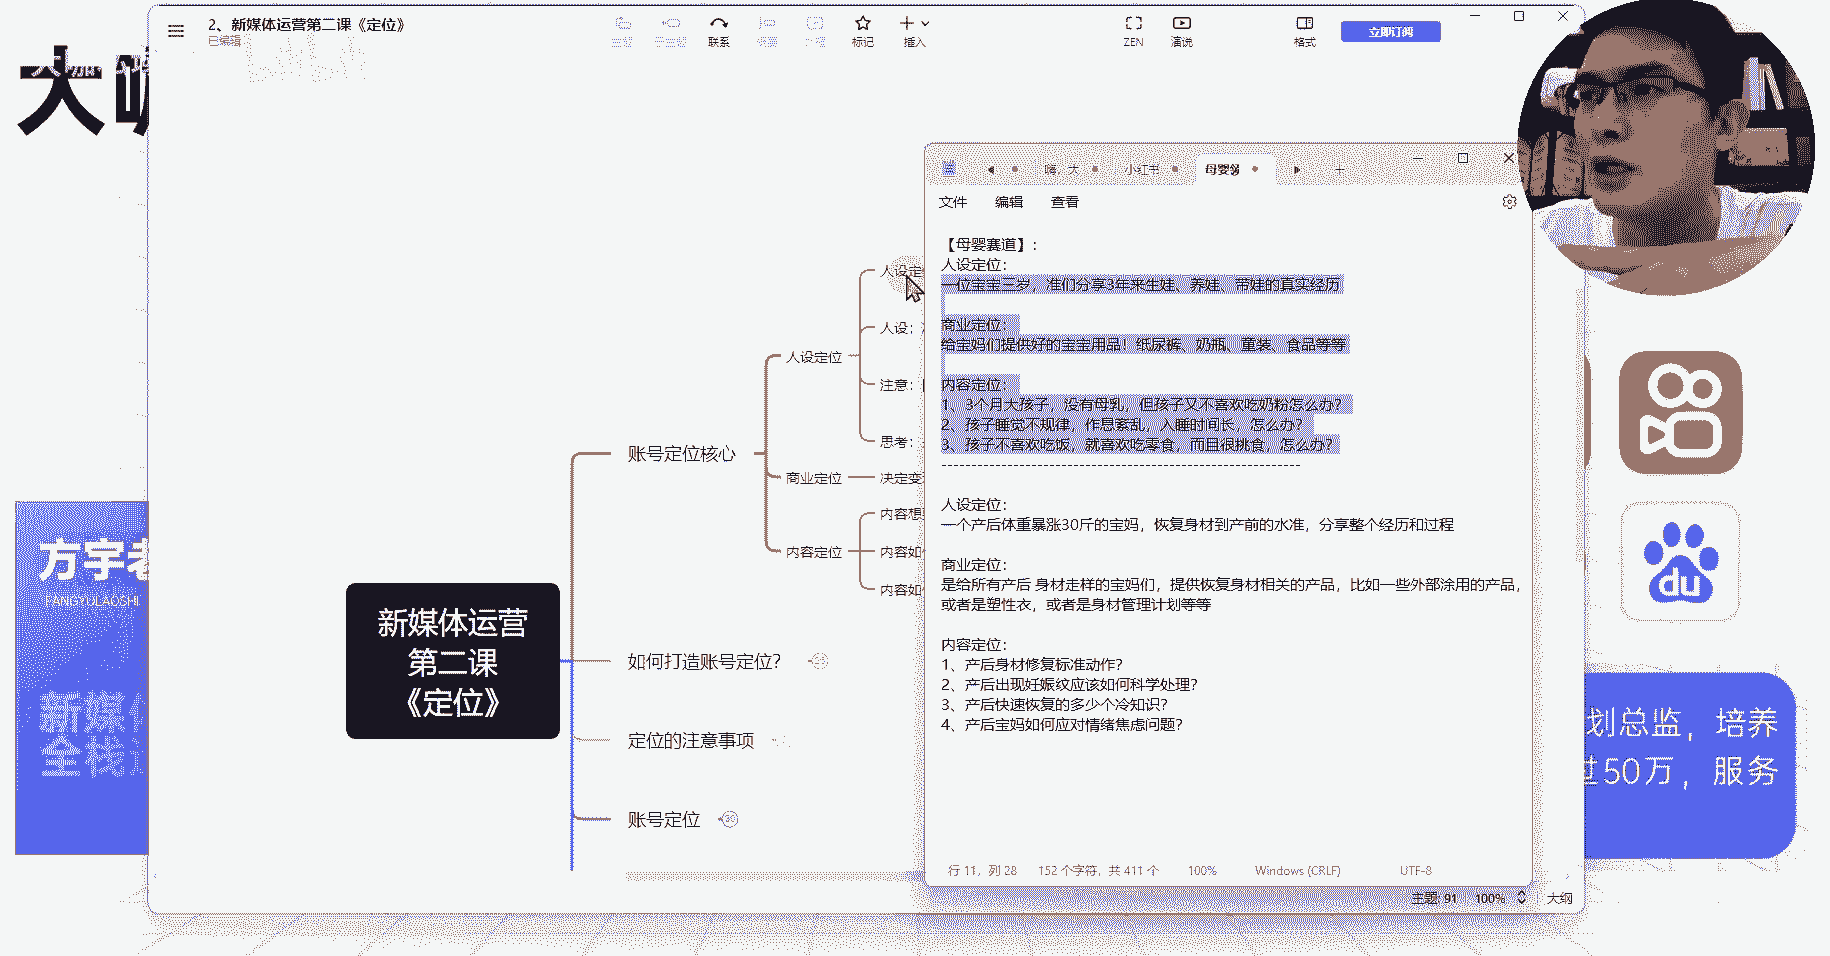 2、新媒体运营第二课《定位》
已编辑
联系
标记
插入
ZEN
演说
格式
立即订阅
大
方宇老
FANGYULAOSHI
新媒体
全栈
新媒体运营
第二课
《定位》
账号定位核心
人设定位
人设定
人设：
注意：
思考：
商业定位
决定变
内容定位
内容想
内容如
内容如
如何打造账号定位？
定位的注意事项
账号定位
嗨，大
小红书
母婴
文件
编辑
查看
【母婴赛道】：
人设定位：
一位宝宝三岁，准们分享3年来生娃、养娃、带娃的真实经历
商业定位：
给宝妈们提供好的宝宝用品！纸尿裤、奶瓶、童装、食品等等
内容定位：
1、3个月大孩子，没有母乳，但孩子又不喜欢吃奶粉怎么办？
2、孩子睡觉不规律，作息紊乱，入睡时间长，怎么办？
3、孩子不喜欢吃饭，就喜欢吃零食，而且很挑食，怎么办？
人设定位：
一个产后体重暴涨30斤的宝妈，恢复身材到产前的水准，分享整个经历和过程
商业定位：
是给所有产后 身材走样的宝妈们，提供恢复身材相关的产品，比如一些外部涂用的产品，
或者是塑性衣，或者是身材管理计划等等
内容定位：
1、产后身材修复标准动作？
2、产后出现妊娠纹应该如何科学处理？
3、产后快速恢复的多少个冷知识？
4、产后宝妈如何应对情绪焦虑问题？
行 11，列 28
152 个字符，共 411 个
100%
Windows (CRLF)
UTF-8
主题: 91
100%
大纲
du
划总监，培养
过50万，服务